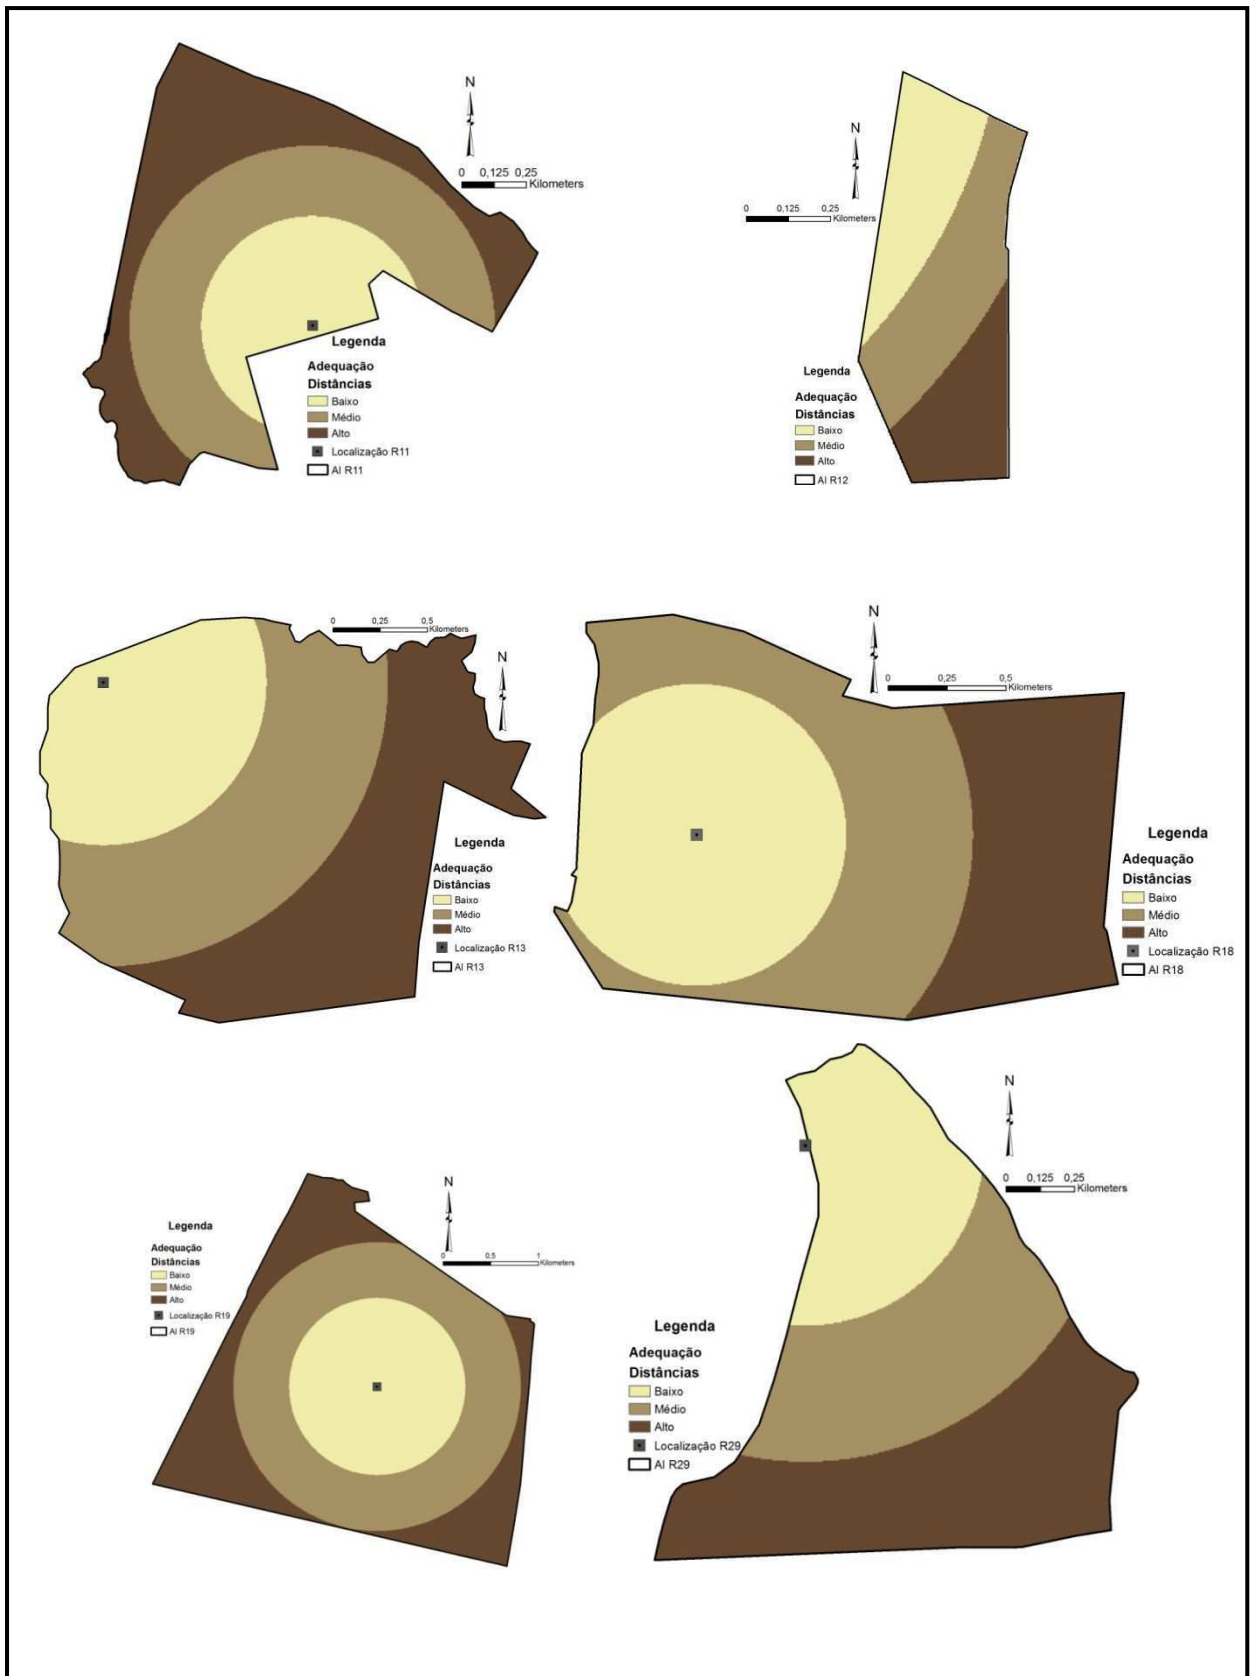 N
0 0,125 0,25
Kilometers
Legenda
Adequação
Distâncias
Baixo
Médio
Alto
Localização R11
AI R11
N
0 0,125 0,25
Kilometers
Legenda
Adequação
Distâncias
Baixo
Médio
Alto
AI R12
0 0,25 0,5
Kilometers
N
Legenda
Adequação
Distâncias
Baixo
Médio
Alto
Localização R13
AI R13
N
0 0,25 0,5
Kilometers
Legenda
Adequação
Distâncias
Baixo
Médio
Alto
Localização R18
AI R18
N
0 0,5 1
Kilometers
Legenda
Adequação
Distâncias
Baixo
Médio
Alto
Localização R19
AI R19
N
0 0,125 0,25
Kilometers
Legenda
Adequação
Distâncias
Baixo
Médio
Alto
Localização R29
AI R29